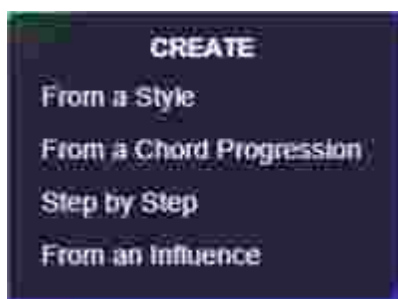 CREATE
From a Style
From a Chord Progression
Step by Step
From an Influence